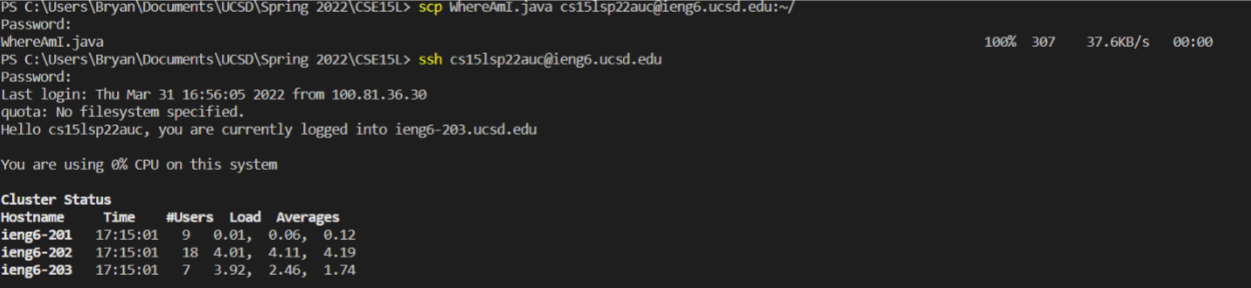 PS C:\Users\Bryan\Documents\UCSD\Spring 2022\CSE15L> scp WhereAmI.java cs15lsp22auc@ieng6.ucsd.edu:~/
Password:
WhereAmI.java 100% 307 37.6KB/s 00:00
PS C:\Users\Bryan\Documents\UCSD\Spring 2022\CSE15L> ssh cs15lsp22auc@ieng6.ucsd.edu
Password:
Last login: Thu Mar 31 16:56:05 2022 from 100.81.36.30
quota: No filesystem specified.
Hello cs15lsp22auc, you are currently logged into ieng6-203.ucsd.edu
You are using 0% CPU on this system
Cluster Status
Hostname Time #Users Load Averages
ieng6-201 17:15:01 9 0.01, 0.06, 0.12
ieng6-202 17:15:01 18 4.01, 4.11, 4.19
ieng6-203 17:15:01 7 3.92, 2.46, 1.74